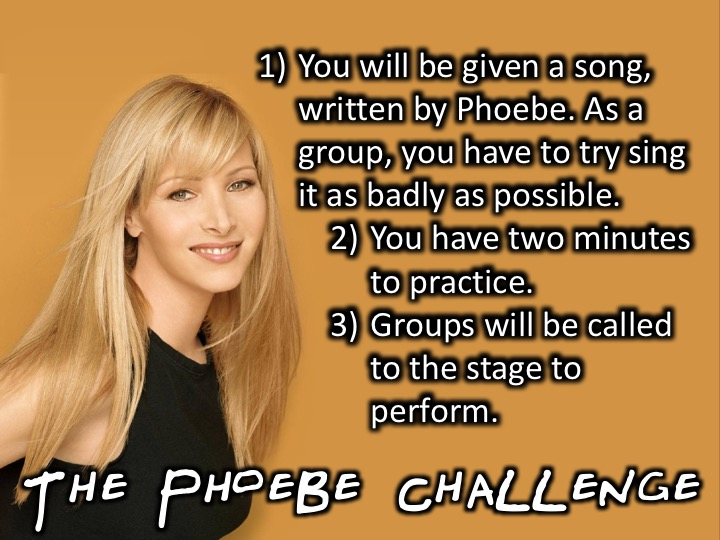 1) You will be given a song,
written by Phoebe. As a
group, you have to try sing
it as badly as possible.
2) You have two minutes
to practice.
3) Groups will be called
to the stage to
perform.
The Phoebe Challenge